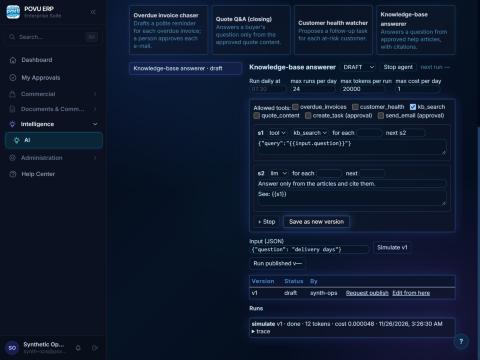 POVU ERP
Enterprise Suite
Search...
Dashboard
My Approvals
Commercial
Documents & Comm...
Intelligence
AI
Administration
Help Center
SO
Synthetic Op...
Overdue invoice chaser
Drafts a polite reminder for each overdue invoice; a person approves each e-mail.
Quote Q&A (closing)
Answers a buyer's question only from the approved quote content.
Customer health watcher
Proposes a follow-up task for each at-risk customer.
Knowledge-base answerer
Answers a question from approved help articles, with citations.
Knowledge-base answerer · draft
Knowledge-base answerer
DRAFT
Stop agent
next run —
Run daily at
07:30
max runs per day
24
max tokens per run
20000
max cost per day
1
Allowed tools:
overdue_invoices
customer_health
kb_search
quote_content
create_task (approval)
send_email (approval)
s1 tool kb_search for each next s2
{"query":"{{input.question}}"}
s2 llm for each next
Answer only from the articles and cite them.
See: {{s1}}
+ Step
Save as new version
Input (JSON)
{"question": "delivery days"}
Simulate v1
Run published v—
Version Status By
v1 draft synth-ops Request publish Edit from here
Runs
simulate v1 · done · 12 tokens · cost 0.000048 · 11/26/2026, 3:26:30 AM
▶ trace
?